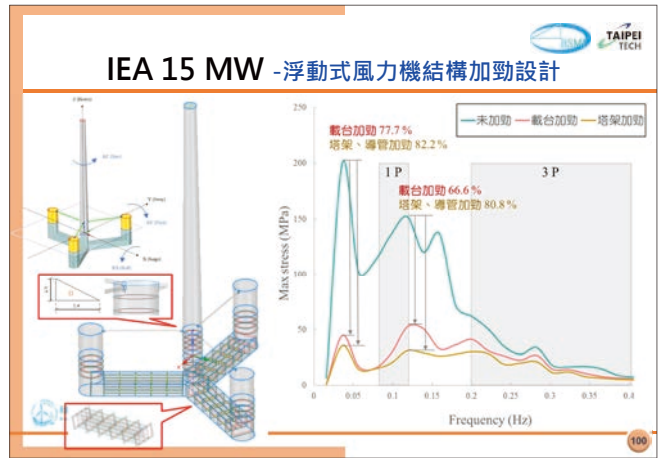 BSMI
TAIPEI
TECH
IEA 15 MW -浮動式風力機結構加勁設計
未加勁
載台加勁
塔架加勁
載台加勁 77.7 %
塔架、導管加勁 82.2 %
1 P
3 P
載台加勁 66.6 %
塔架、導管加勁 80.8 %
Max stress (MPa)
250
200
150
100
50
0
0
0.05
0.1
0.15
0.2
0.25
0.3
0.35
0.4
Frequency (Hz)
100